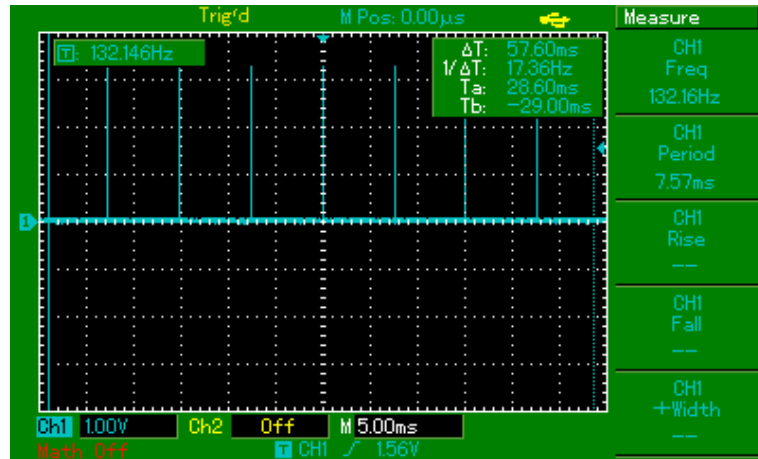 Trig'd M Pos: 0.00µs Measure
T: 132.146Hz
ΔT: 57.60ms
1/ΔT: 17.36Hz
Ta: 28.60ms
Tb: -29.00ms
CH1
Freq
132.16Hz
CH1
Period
7.57ms
CH1
Rise
--
CH1
Fall
--
CH1
+Width
--
1
Ch1 1.00V Ch2 Off M 5.00ms
Math Off T CH1 1.56V